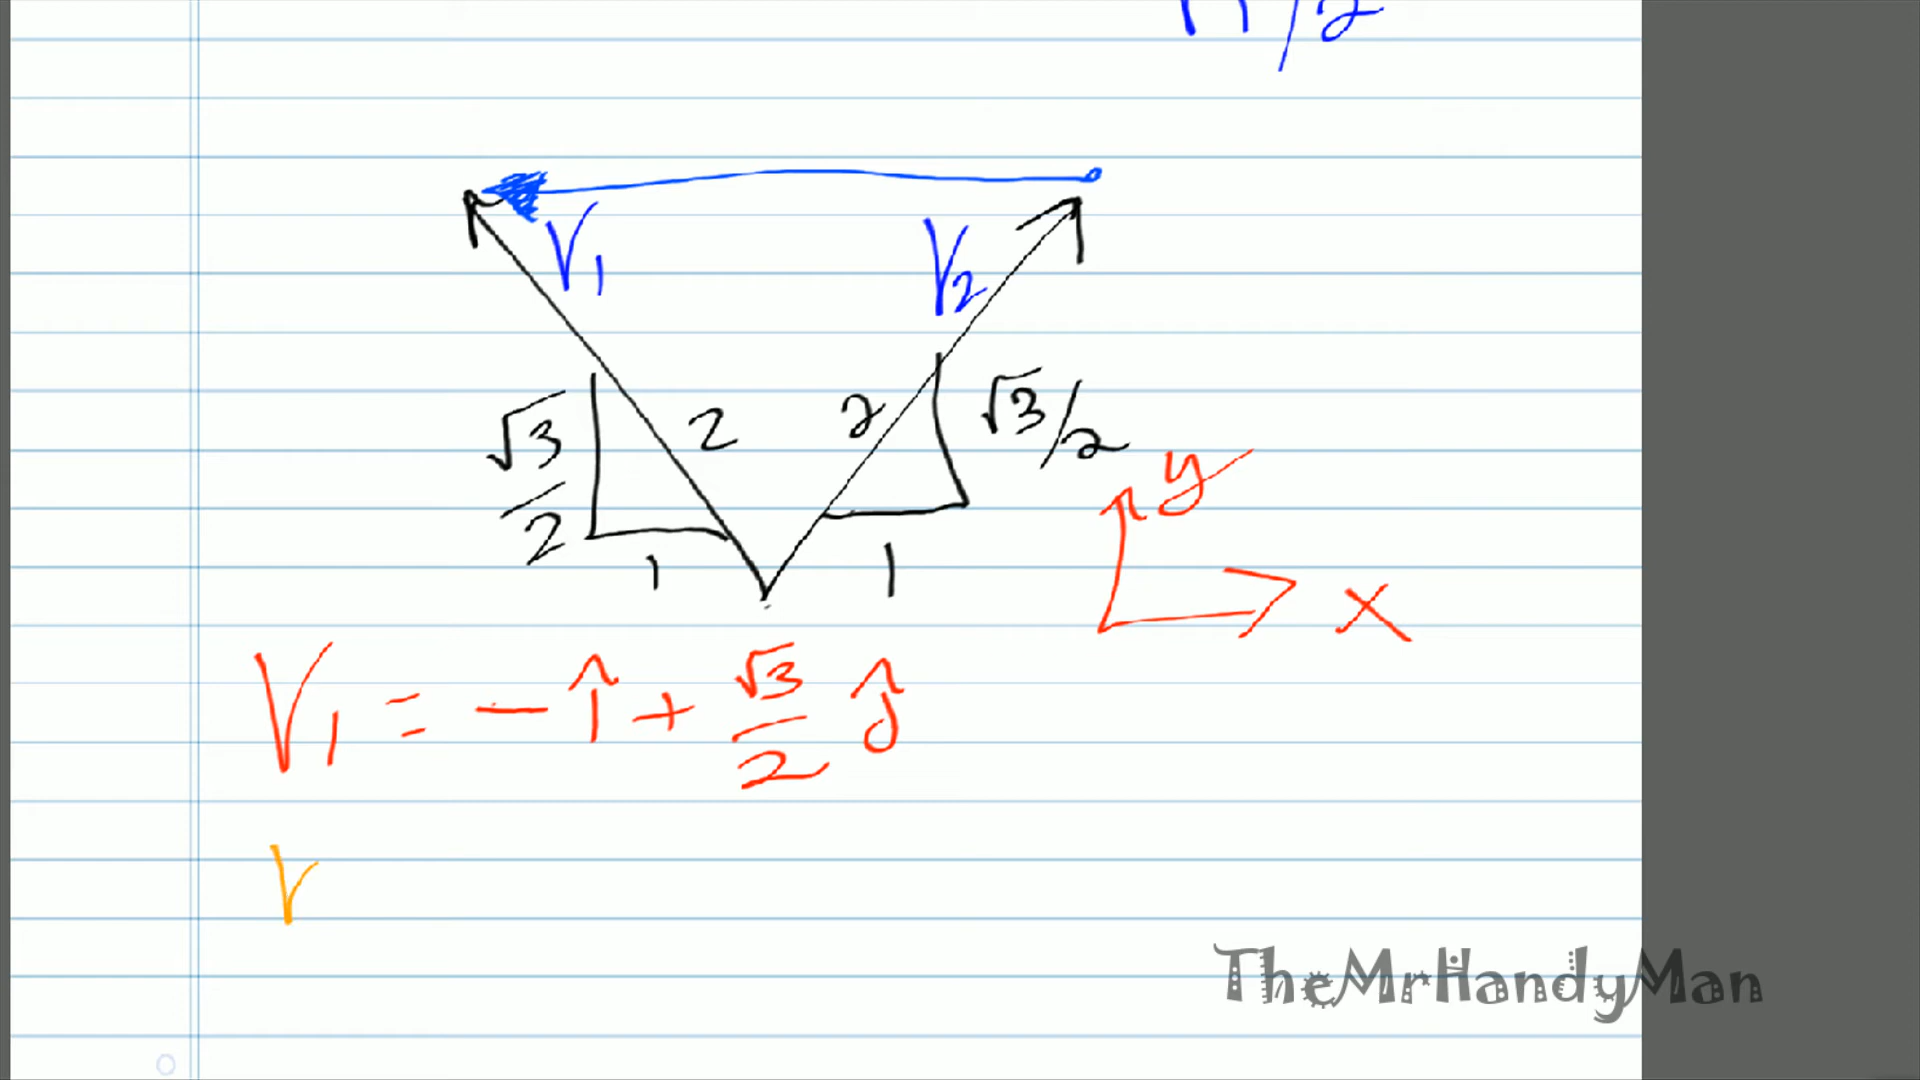 V₁ V₂
√3/2 2 2 √3/2
1 1
y
x
V₁ = -î + √3/2 ĵ
V
TheMrHandyMan